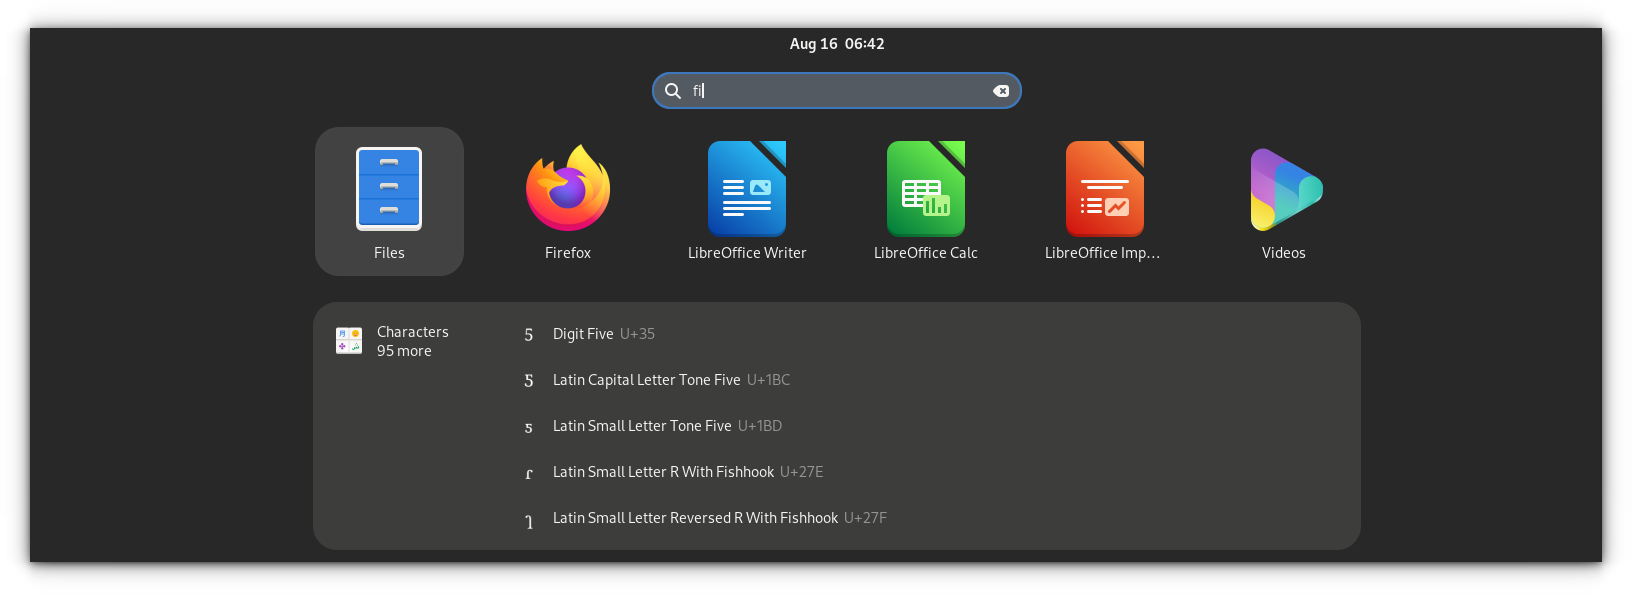 Aug 16 06:42
fi
Files
Firefox
LibreOffice Writer
LibreOffice Calc
LibreOffice Imp…
Videos
Characters
95 more
5 Digit Five U+35
Ƽ Latin Capital Letter Tone Five U+1BC
ƽ Latin Small Letter Tone Five U+1BD
ɾ Latin Small Letter R With Fishhook U+27E
ɿ Latin Small Letter Reversed R With Fishhook U+27F